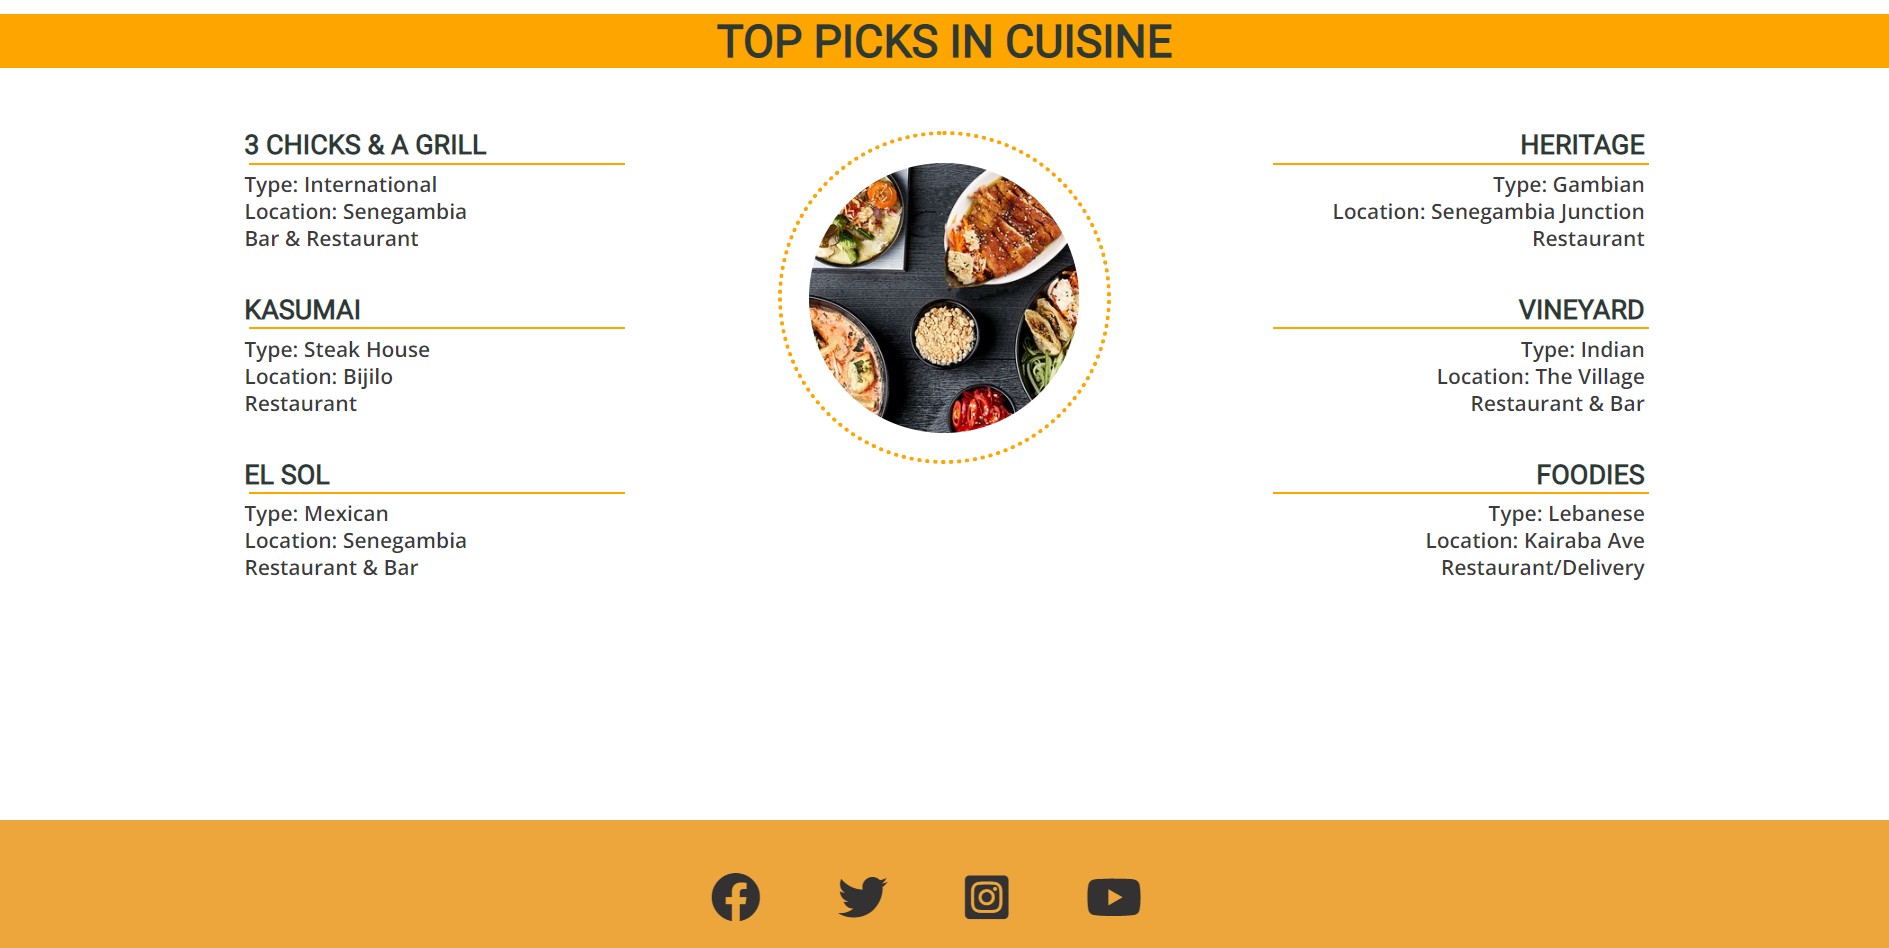 TOP PICKS IN CUISINE
3 CHICKS & A GRILL
Type: International
Location: Senegambia
Bar & Restaurant
KASUMAI
Type: Steak House
Location: Bijilo
Restaurant
EL SOL
Type: Mexican
Location: Senegambia
Restaurant & Bar
HERITAGE
Type: Gambian
Location: Senegambia Junction
Restaurant
VINEYARD
Type: Indian
Location: The Village
Restaurant & Bar
FOODIES
Type: Lebanese
Location: Kairaba Ave
Restaurant/Delivery